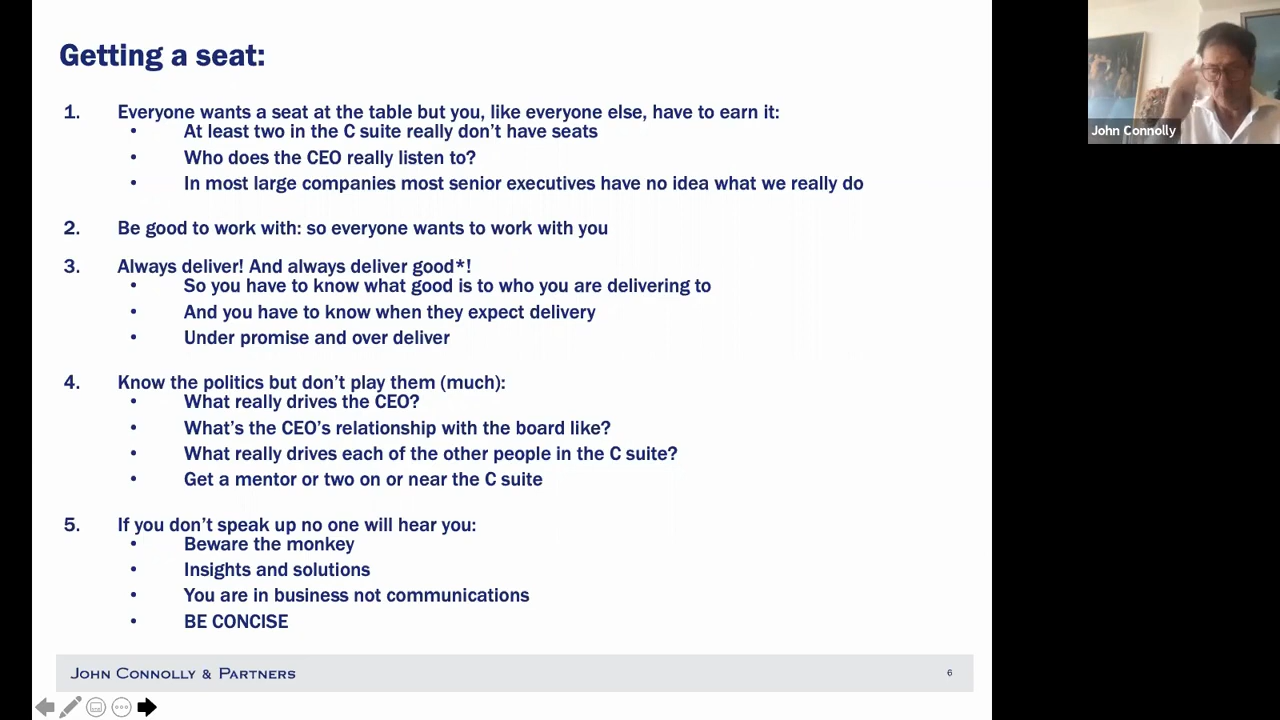 Getting a seat:
1. Everyone wants a seat at the table but you, like everyone else, have to earn it:
• At least two in the C suite really don't have seats
• Who does the CEO really listen to?
• In most large companies most senior executives have no idea what we really do
2. Be good to work with: so everyone wants to work with you
3. Always deliver! And always deliver good*!
• So you have to know what good is to who you are delivering to
• And you have to know when they expect delivery
• Under promise and over deliver
4. Know the politics but don't play them (much):
• What really drives the CEO?
• What's the CEO's relationship with the board like?
• What really drives each of the other people in the C suite?
• Get a mentor or two on or near the C suite
5. If you don't speak up no one will hear you:
• Beware the monkey
• Insights and solutions
• You are in business not communications
• BE CONCISE
JOHN CONNOLLY & PARTNERS
6
John Connolly